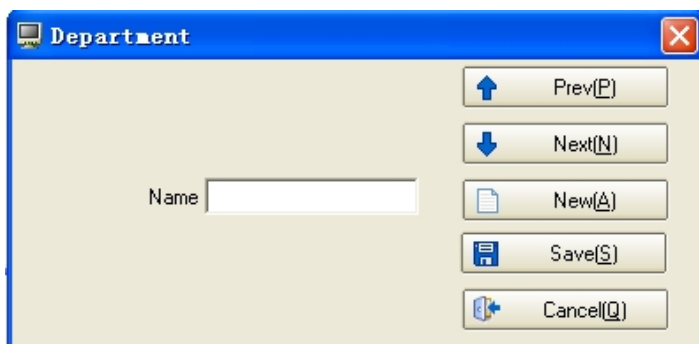 Department
Prev(P)
Next(N)
Name
New(A)
Save(S)
Cancel(Q)